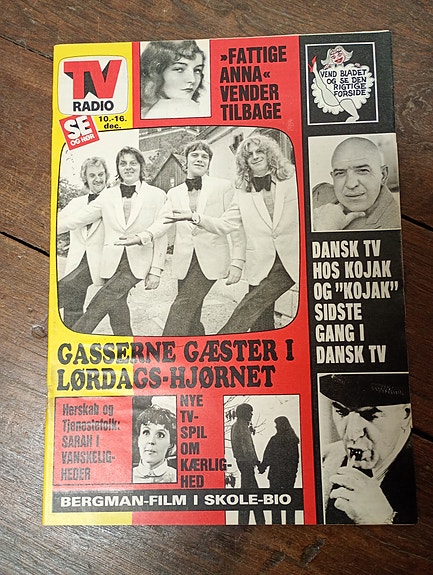 TV
RADIO
SE
OG HØR
10.-16.
dec.
»FATTIGE
ANNA«
VENDER
TILBAGE
VEND BLADET
OG SE DEN
RIGTIGE
FORSIDE
DANSK TV
HOS KOJAK
OG "KOJAK"
SIDSTE
GANG I
DANSK TV
GASSERNE GÆSTER I
LØRDAGS-HJØRNET
Herskab og
Tjenestefolk:
SARAH I
VANSKELIG-
HEDER
NYE
TV-
SPIL
OM
KÆRLIG-
HED
BERGMAN-FILM I SKOLE-BIO